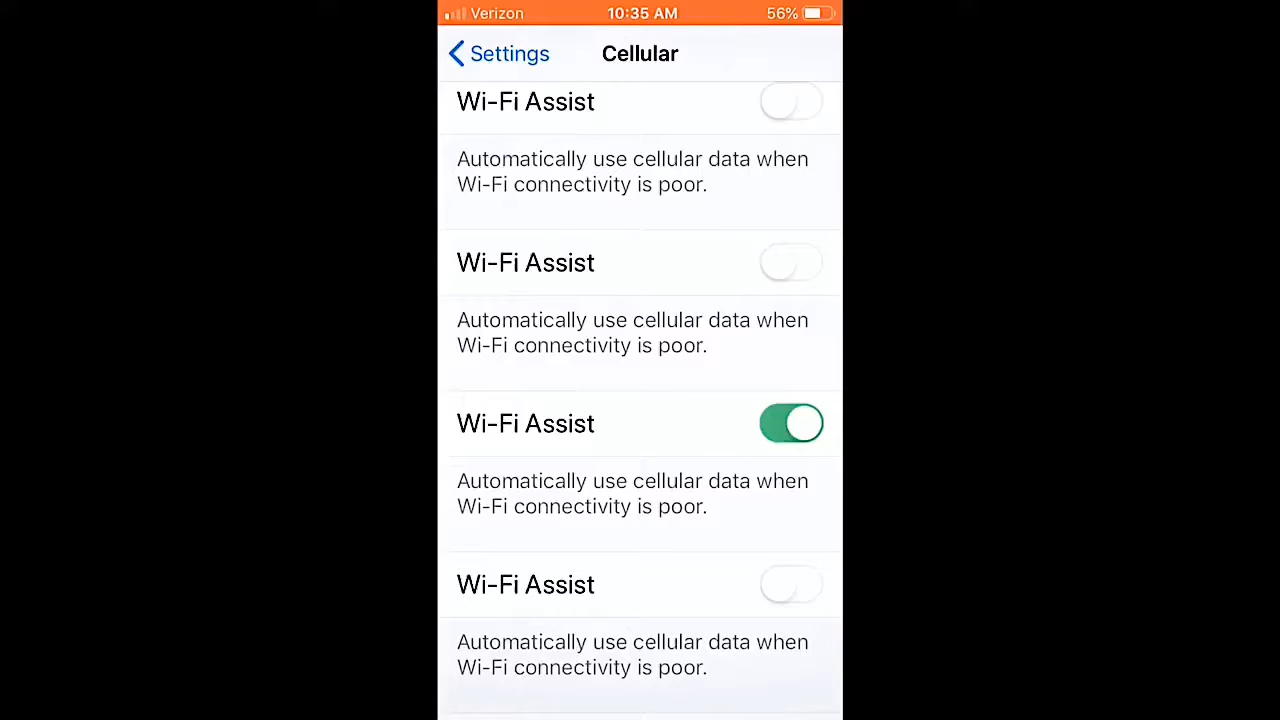 Verizon 10:35 AM 56%
Settings Cellular
Wi-Fi Assist
Automatically use cellular data when
Wi-Fi connectivity is poor.
Wi-Fi Assist
Automatically use cellular data when
Wi-Fi connectivity is poor.
Wi-Fi Assist
Automatically use cellular data when
Wi-Fi connectivity is poor.
Wi-Fi Assist
Automatically use cellular data when
Wi-Fi connectivity is poor.